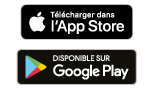 Télécharger dans
l'App Store
DISPONIBLE SUR
Google Play